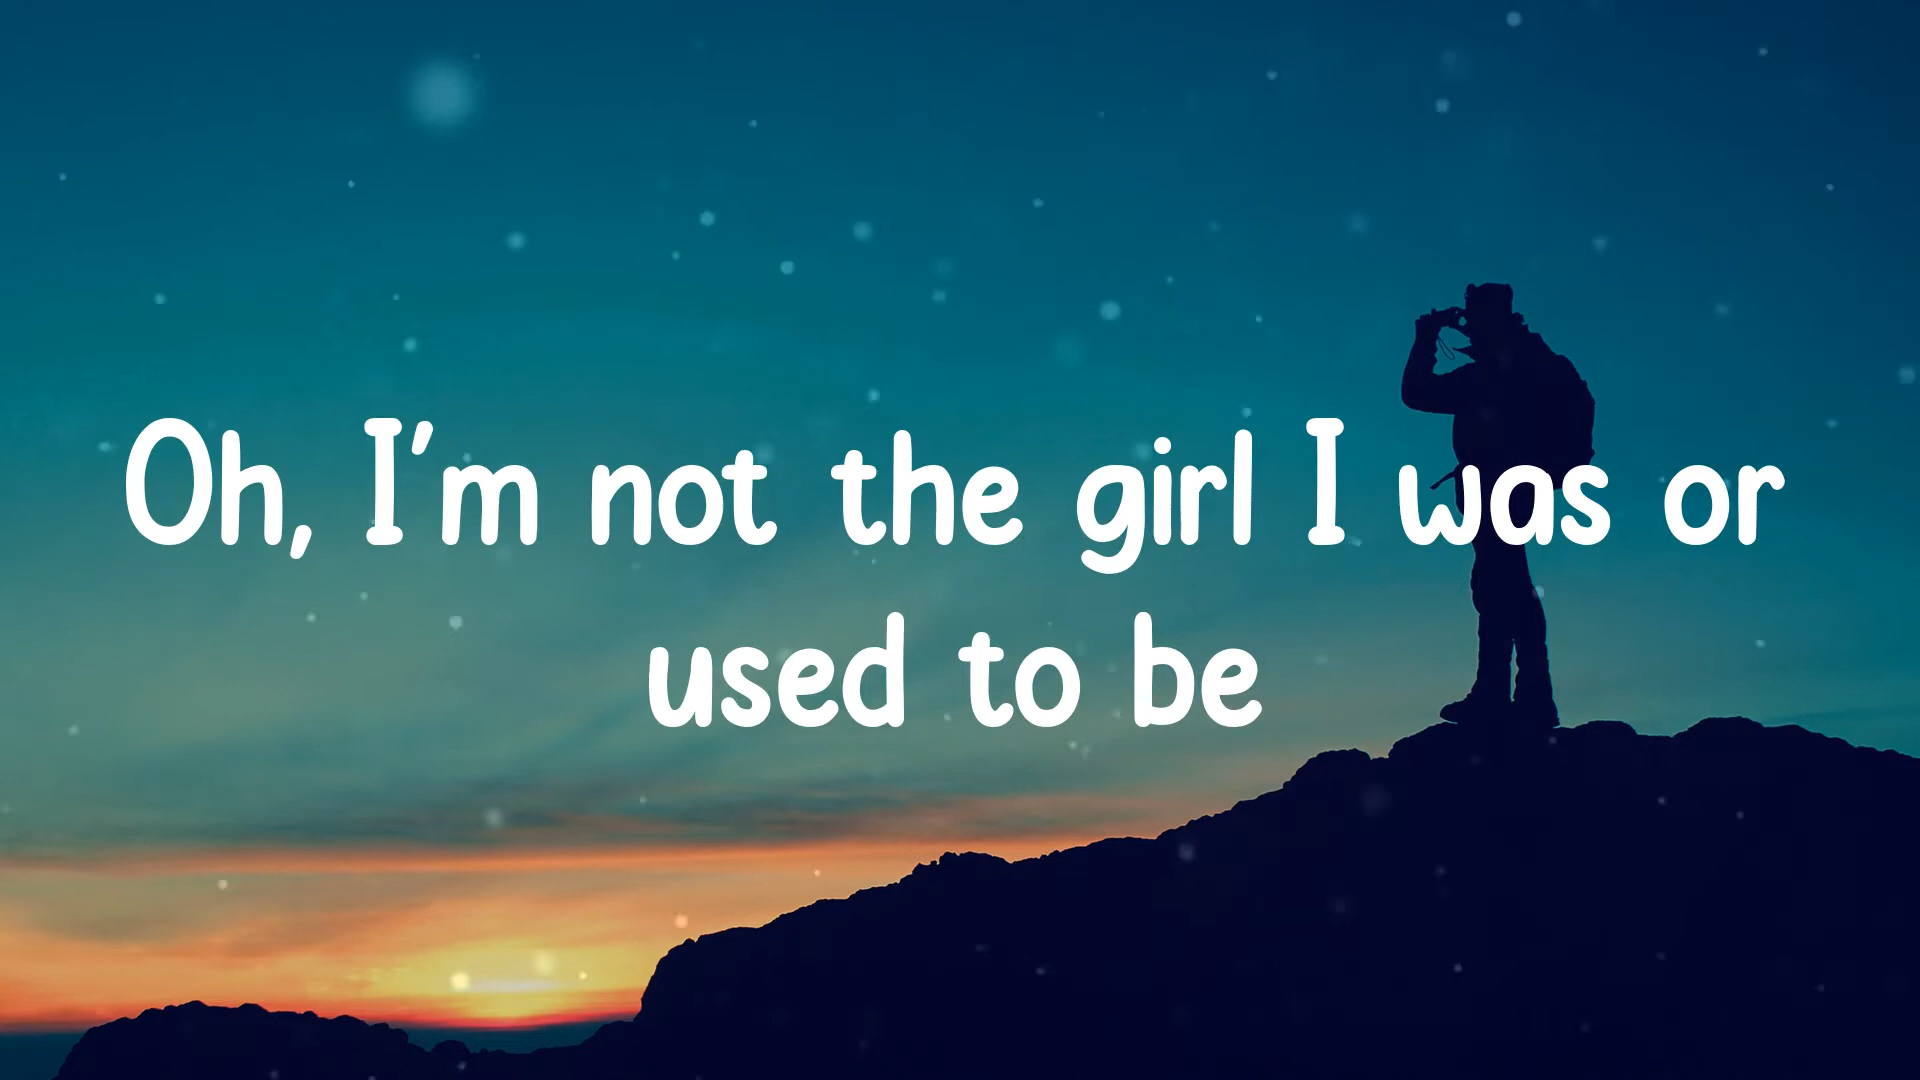 Oh, I'm not the girl I was or
used to be